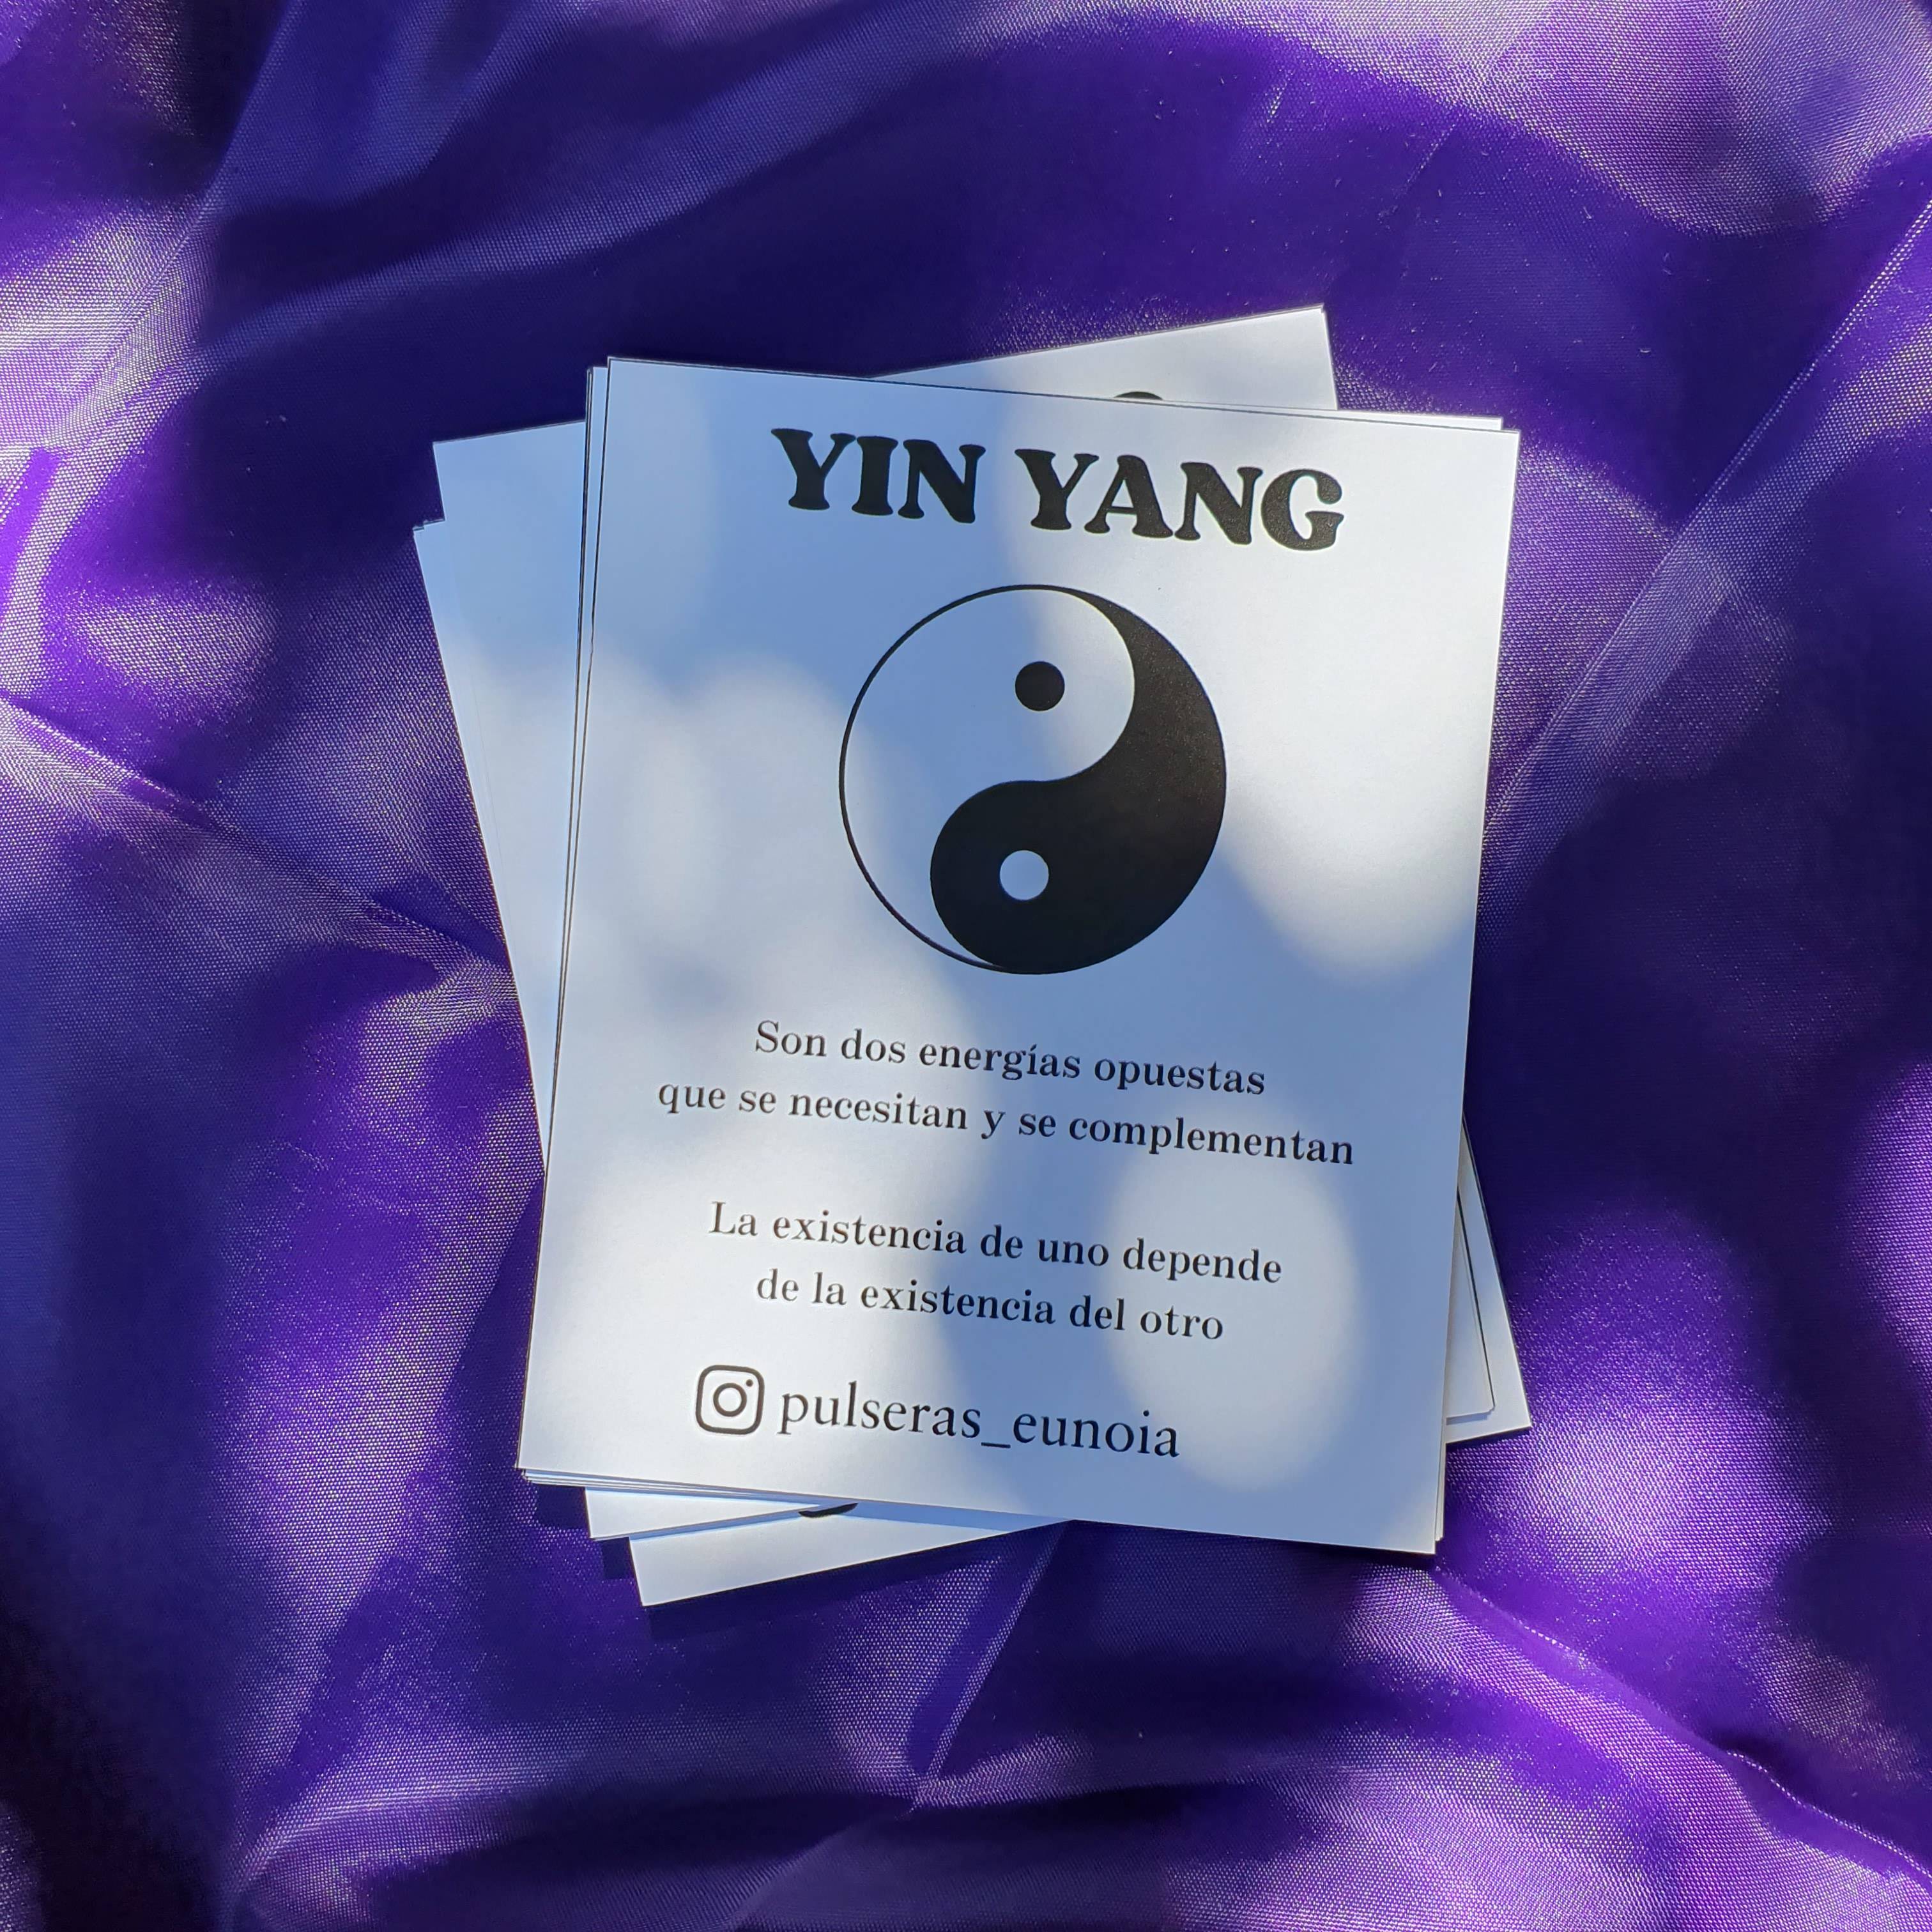 YIN YANG
Son dos energías opuestas
que se necesitan y se complementan
La existencia de uno depende
de la existencia del otro
pulseras_eunoia